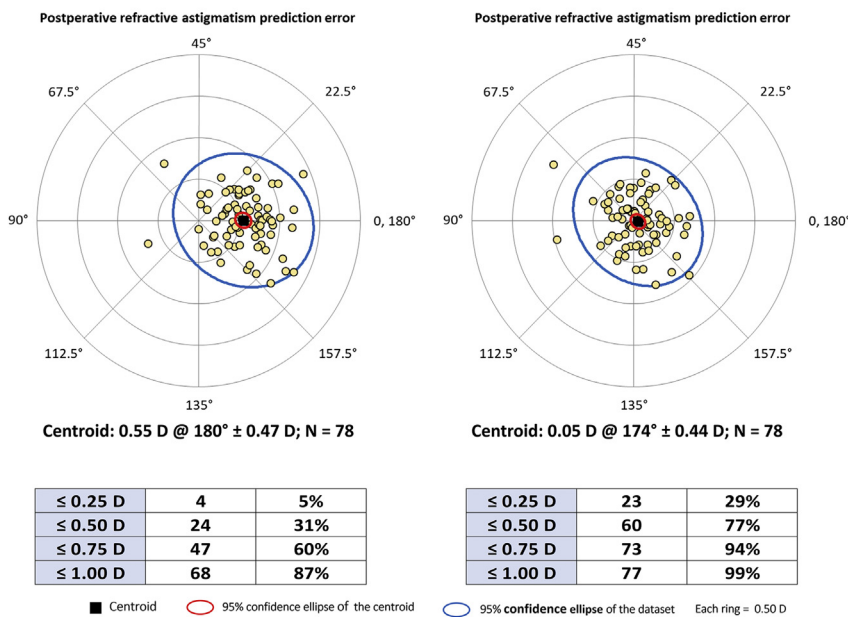 Postperative refractive astigmatism prediction error
45°
67.5°
22.5°
90°
0, 180°
112.5°
157.5°
135°
Centroid: 0.55 D @ 180° ± 0.47 D; N = 78
≤ 0.25 D 4 5%
≤ 0.50 D 24 31%
≤ 0.75 D 47 60%
≤ 1.00 D 68 87%
Postperative refractive astigmatism prediction error
45°
67.5°
22.5°
90°
0, 180°
112.5°
157.5°
135°
Centroid: 0.05 D @ 174° ± 0.44 D; N = 78
≤ 0.25 D 23 29%
≤ 0.50 D 60 77%
≤ 0.75 D 73 94%
≤ 1.00 D 77 99%
Centroid 95% confidence ellipse of the centroid 95% confidence ellipse of the dataset Each ring = 0.50 D